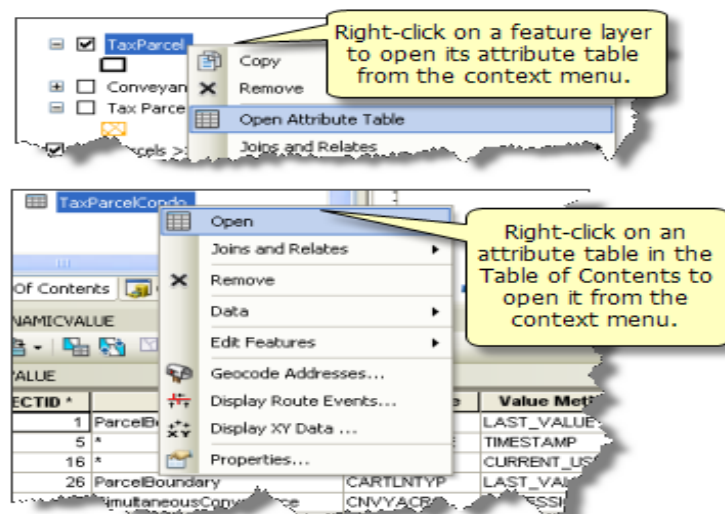 TaxParcel
Right-click on a feature layer
to open its attribute table
from the context menu.
Copy
Conveyan
Remove
Tax Parce
Open Attribute Table
Joins and Relates
TaxParcelCondo
Open
Right-click on an
attribute table in the
Table of Contents to
open it from the
context menu.
Joins and Relates
Remove
Of Contents
Data
NAMICVALUE
Edit Features
ALUE
Geocode Addresses...
ECTID *
Value Met
Display Route Events...
1 ParcelB LAST_VALUE
Display XY Data ...
5 * TIMESTAMP
16 * CURRENT_US
Properties...
26 ParcelBoundary CARTLNTYP LAST_VAL